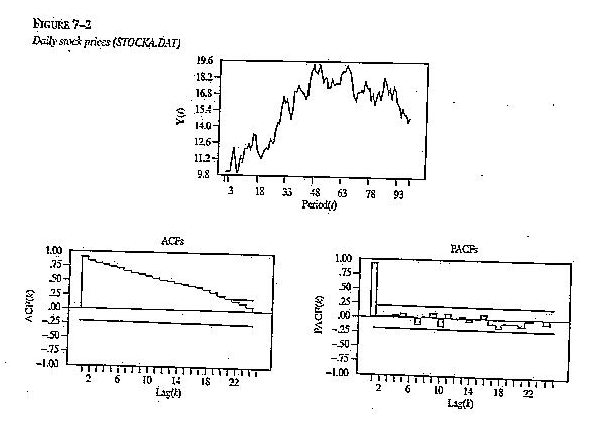 FIGURE 7–2
Daily stock prices (STOCKA.DAT)
19.6
18.2
16.8
15.4
14.0
12.6
11.2
9.8
Y(t)
3 18 33 48 63 78 93
Period(t)
ACFs
1.00
.75
.50
.25
.00
−.25
−.50
−.75
−1.00
ACF(k)
2 6 10 14 18 22
Lag(k)
PACFs
1.00
.75
.50
.25
.00
−.25
−.50
−.75
−1.00
PACF(k)
2 6 10 14 18 22
Lag(k)